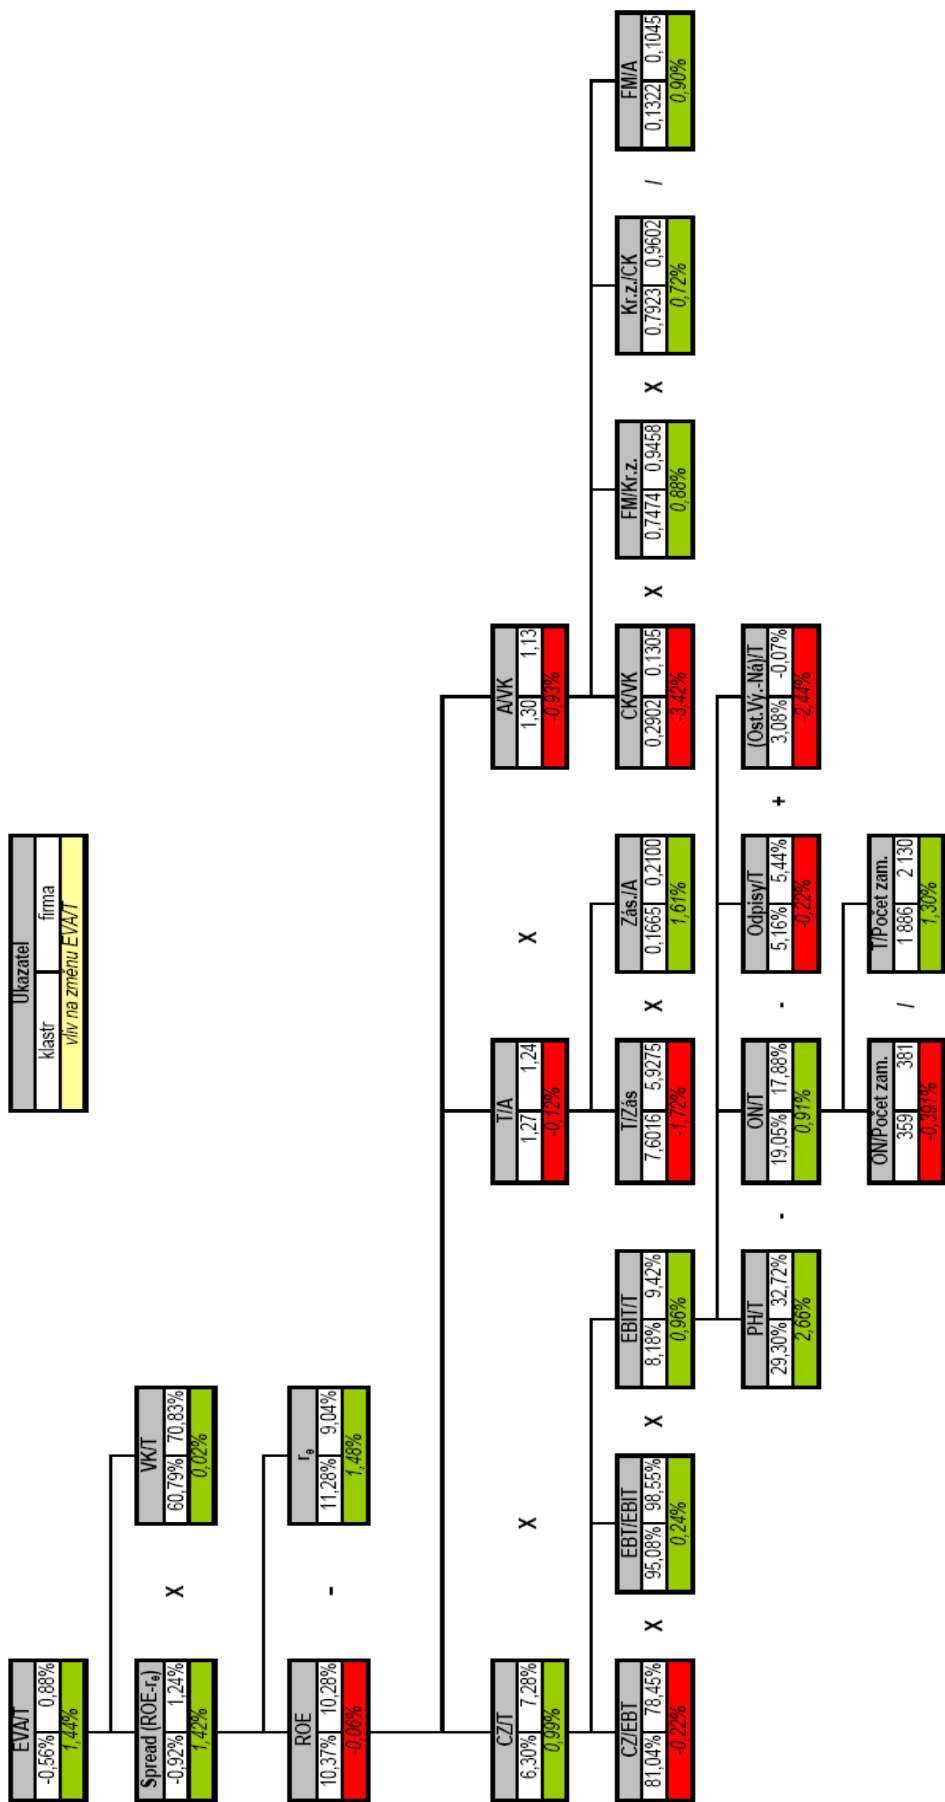 Ukazatel
klastr firma
vliv na změnu EVA/T
EVA/T
-0,56% 0,88%
1,44%
Spread (ROE-rₑ)
-0,92% 1,24%
1,42%
X
VK/T
60,79% 70,83%
0,02%
ROE
10,37% 10,28%
-0,06%
-
rₑ
11,28% 9,04%
1,48%
CZ/T
6,30% 7,28%
0,99%
X
T/A
1,27 1,24
-0,12%
X
A/VK
1,30 1,13
-0,93%
CZ/EBT
81,04% 78,45%
-0,22%
X
EBT/EBIT
95,08% 98,55%
0,24%
X
EBIT/T
8,18% 9,42%
0,96%
T/Zás
7,6016 5,9275
-1,72%
X
Zás./A
0,1665 0,2100
1,61%
CK/VK
0,2902 0,1305
-3,42%
X
FM/Kr.z.
0,7474 0,9458
0,88%
X
Kr.z./CK
0,7923 0,9602
0,72%
/
FM/A
0,1322 0,1045
0,90%
PH/T
29,30% 32,72%
2,66%
-
ON/T
19,05% 17,88%
0,91%
-
Odpisy/T
5,16% 5,44%
-0,22%
+
(Ost.Vý.-Ná)/T
3,08% -0,07%
-2,44%
ON/Počet zam.
359 381
-0,391%
/
T/Počet zam.
1 886 2 130
1,30%